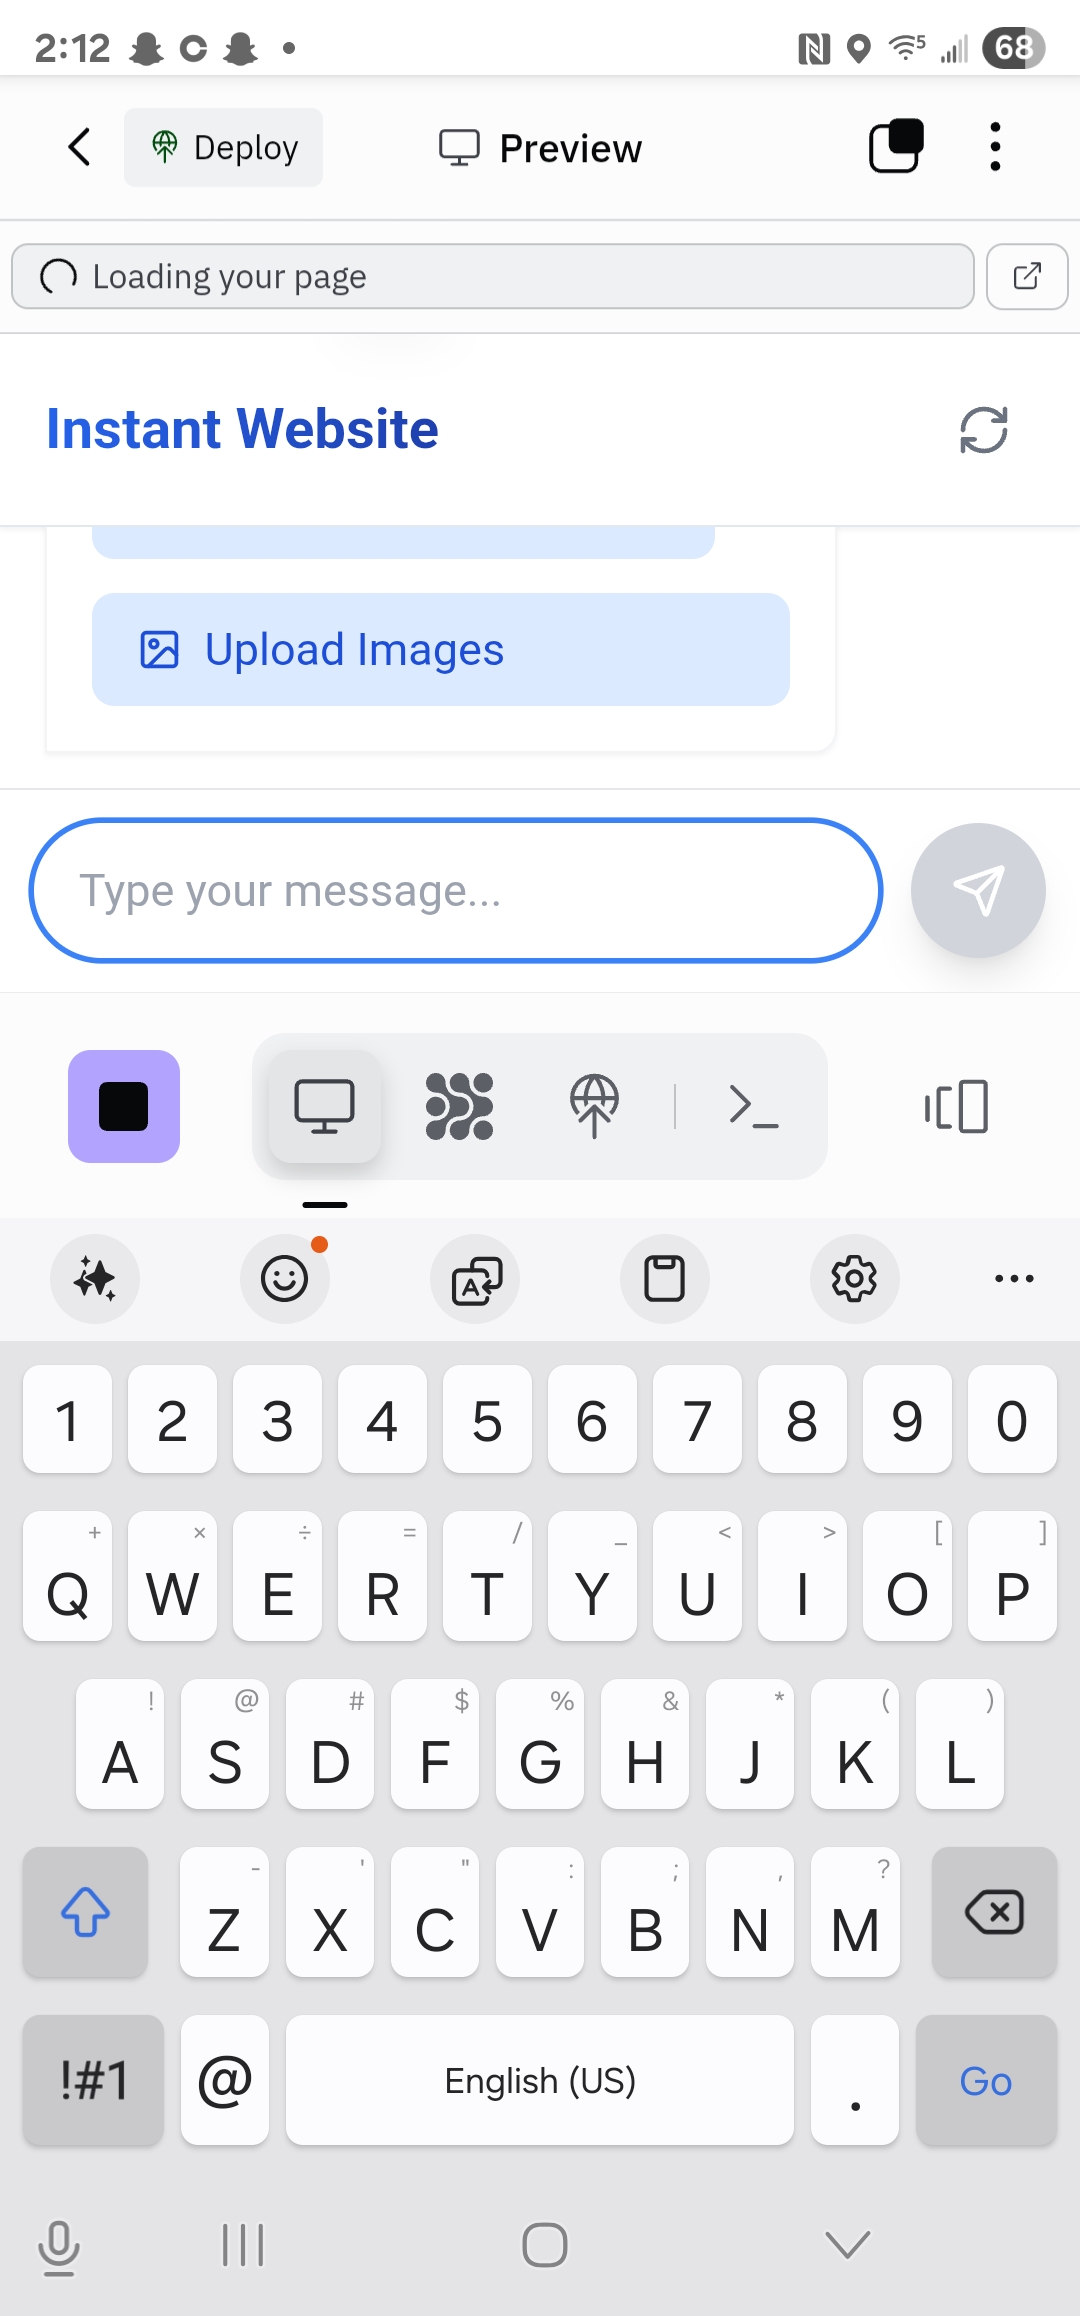 2:12
5
68
Deploy
Preview
Loading your page
Instant Website
Upload Images
Type your message...
1 2 3 4 5 6 7 8 9 0
+ × ÷ = / _ < > [ ]
Q W E R T Y U I O P
! @ # $ % & * ( )
A S D F G H J K L
- ' " : ; , ?
Z X C V B N M
!#1 @ English (US) . Go